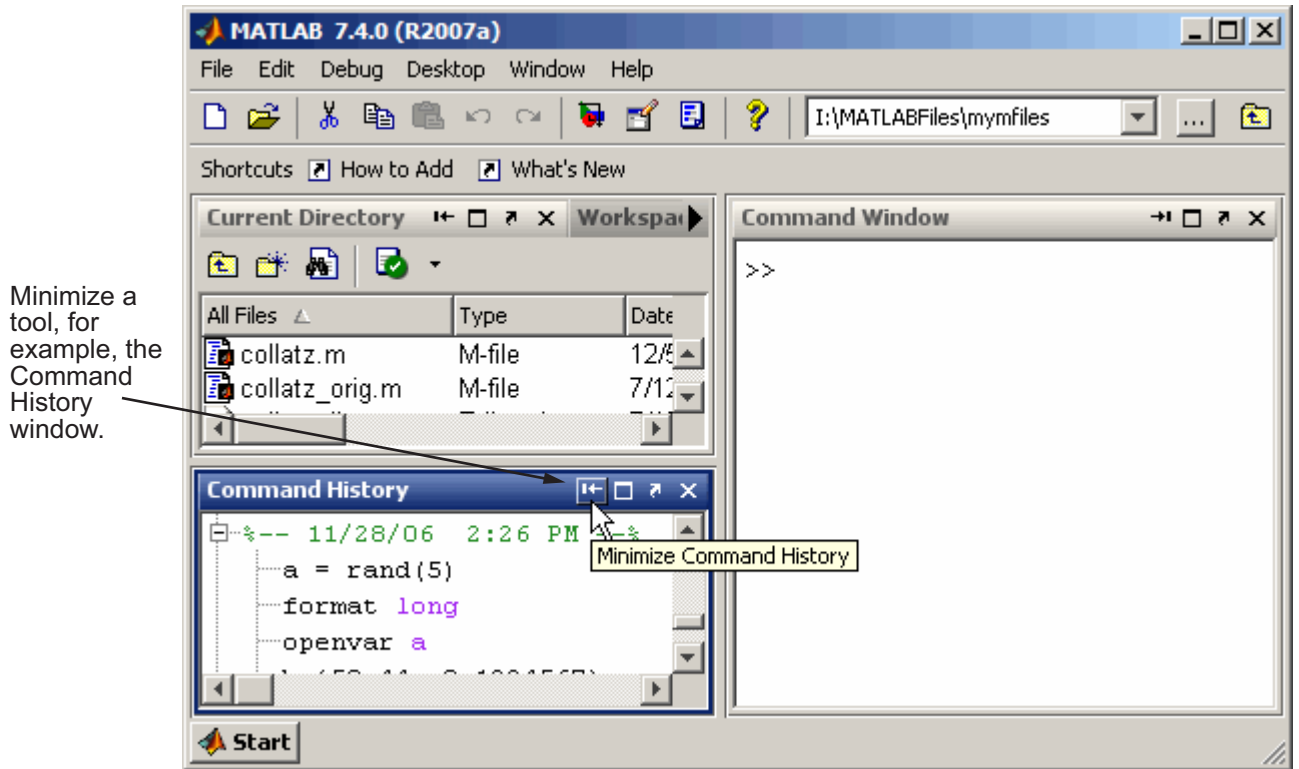 MATLAB 7.4.0 (R2007a)
File Edit Debug Desktop Window Help
I:\MATLABFiles\mymfiles ...
Shortcuts How to Add What's New
Current Directory
Command Window
>>
Minimize a
tool, for
example, the
Command
History
window.
All Files Type Date
collatz.m M-file
collatz_orig.m M-file
Command History
%-- 11/28/06 2:26 PM --%
Minimize Command History
a = rand(5)
format long
openvar a
Start